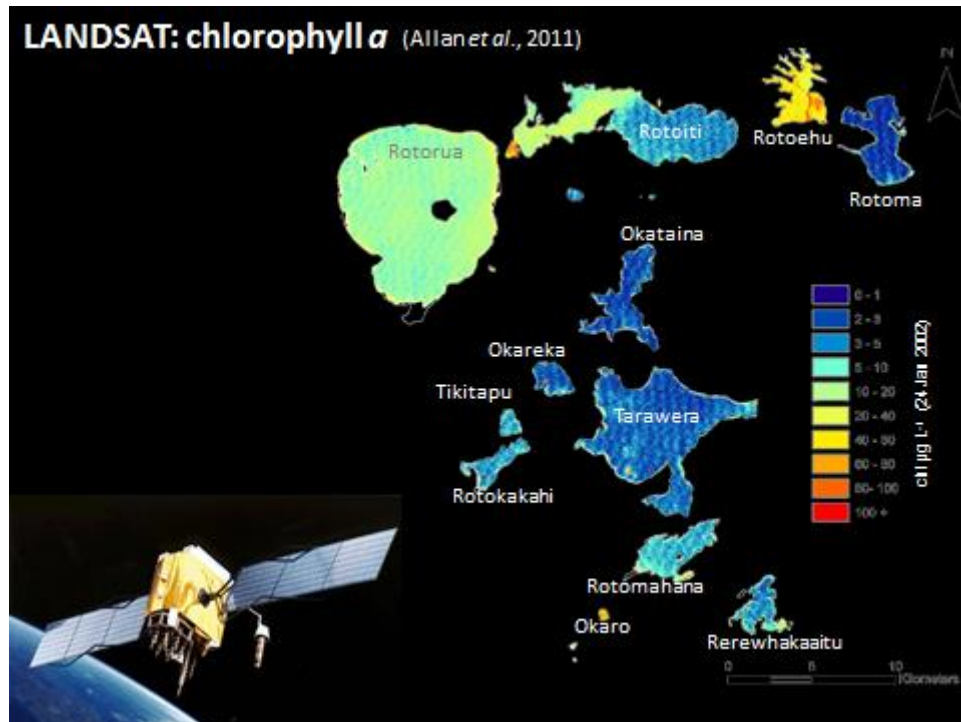 LANDSAT: chlorophyll a (Allan et al., 2011)
N
Rotorua
Rotoiti
Rotoehu
Rotoma
Okataina
Okareka
Tikitapu
Tarawera
Rotokakahi
Rotomahana
Okaro
Rerewhakaaitu
0 - 1
2 - 3
3 - 5
5 - 10
10 - 20
20 - 40
40 - 60
60 - 80
80 - 100
100 +
chl µg L⁻¹ (24 Jan 2002)
0 5 10
Kilometers